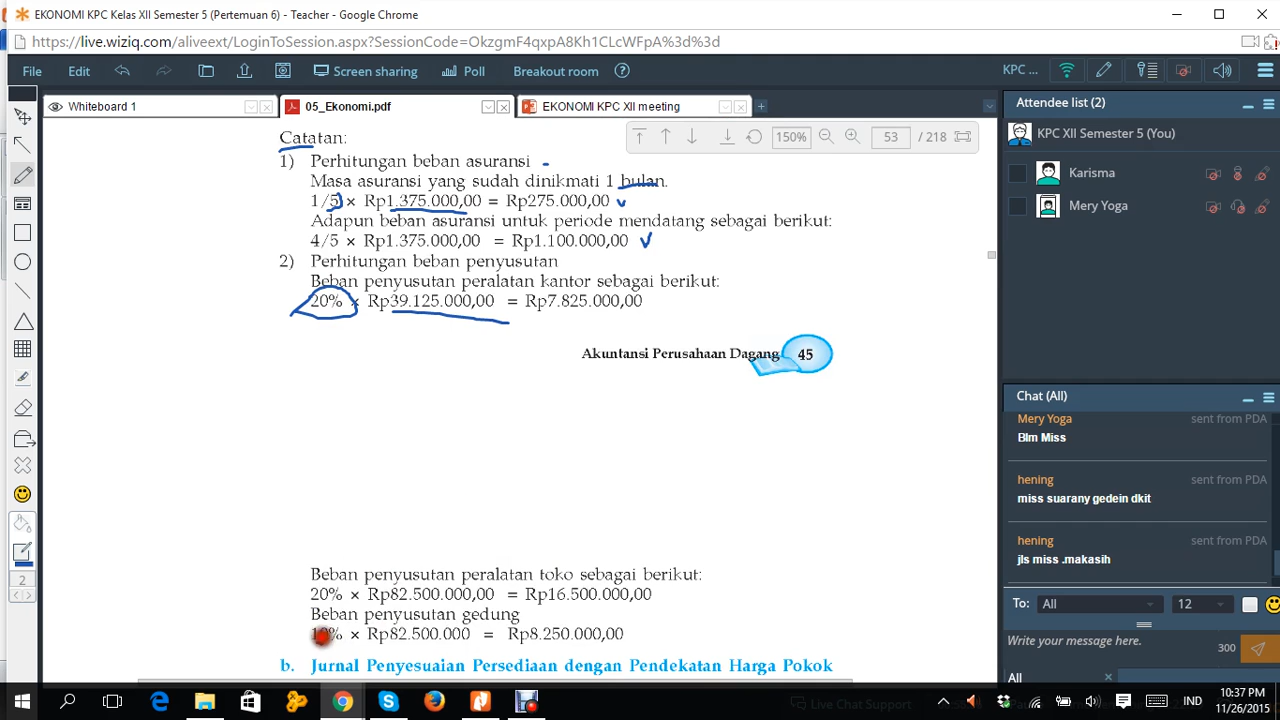 EKONOMI KPC Kelas XII Semester 5 (Pertemuan 6) - Teacher - Google Chrome
https://live.wiziq.com/aliveext/LoginToSession.aspx?SessionCode=OkzgmF4qxpA8Kh1CLcWFpA%3d%3d
File Edit Screen sharing Poll Breakout room KPC ...
Whiteboard 1 05_Ekonomi.pdf EKONOMI KPC XII meeting
150% 53 / 218
Catatan:
1) Perhitungan beban asuransi
Masa asuransi yang sudah dinikmati 1 bulan.
1/5 × Rp1.375.000,00 = Rp275.000,00
Adapun beban asuransi untuk periode mendatang sebagai berikut:
4/5 × Rp1.375.000,00 = Rp1.100.000,00
2) Perhitungan beban penyusutan
Beban penyusutan peralatan kantor sebagai berikut:
20% × Rp39.125.000,00 = Rp7.825.000,00
Akuntansi Perusahaan Dagang 45
Beban penyusutan peralatan toko sebagai berikut:
20% × Rp82.500.000,00 = Rp16.500.000,00
Beban penyusutan gedung
× Rp82.500.000 = Rp8.250.000,00
b. Jurnal Penyesuaian Persediaan dengan Pendekatan Harga Pokok
2
Attendee list (2)
KPC XII Semester 5 (You)
Karisma
Mery Yoga
Chat (All)
Mery Yoga sent from PDA
Blm Miss
hening sent from PDA
miss suarany gedein dkit
hening sent from PDA
jls miss .makasih
To: All 12
Write your message here. 300
All
Live Chat Support
IND
10:37 PM
11/26/2015